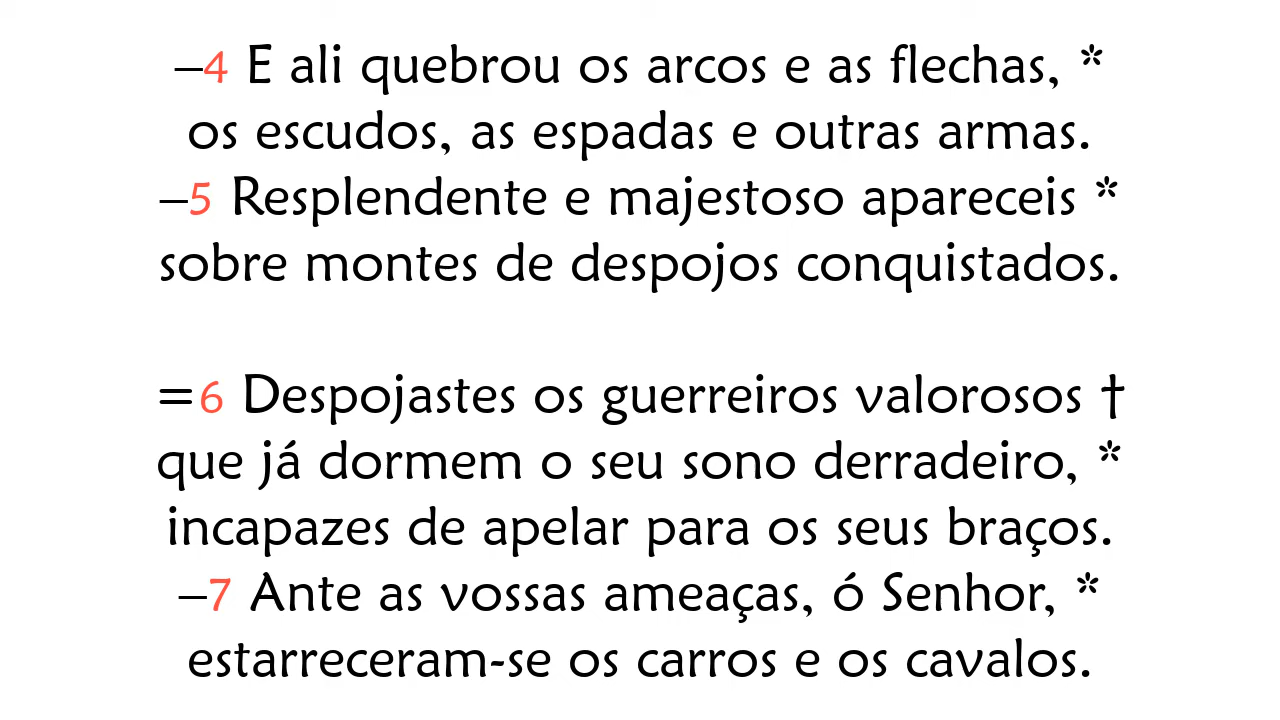 –4 E ali quebrou os arcos e as flechas, *
os escudos, as espadas e outras armas.
–5 Resplendente e majestoso apareceis *
sobre montes de despojos conquistados.
=6 Despojastes os guerreiros valorosos †
que já dormem o seu sono derradeiro, *
incapazes de apelar para os seus braços.
–7 Ante as vossas ameaças, ó Senhor, *
estarreceram-se os carros e os cavalos.